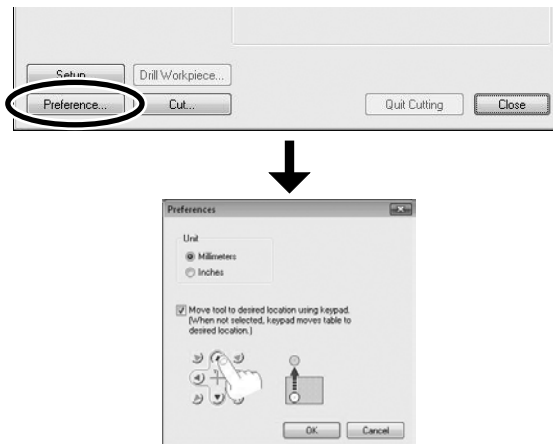 Setup...
Drill Workpiece...
Preference...
Cut...
Quit Cutting
Close
Preferences
Unit
Millimeters
Inches
Move tool to desired location using keypad.
(When not selected, keypad moves table to
desired location.)
OK
Cancel